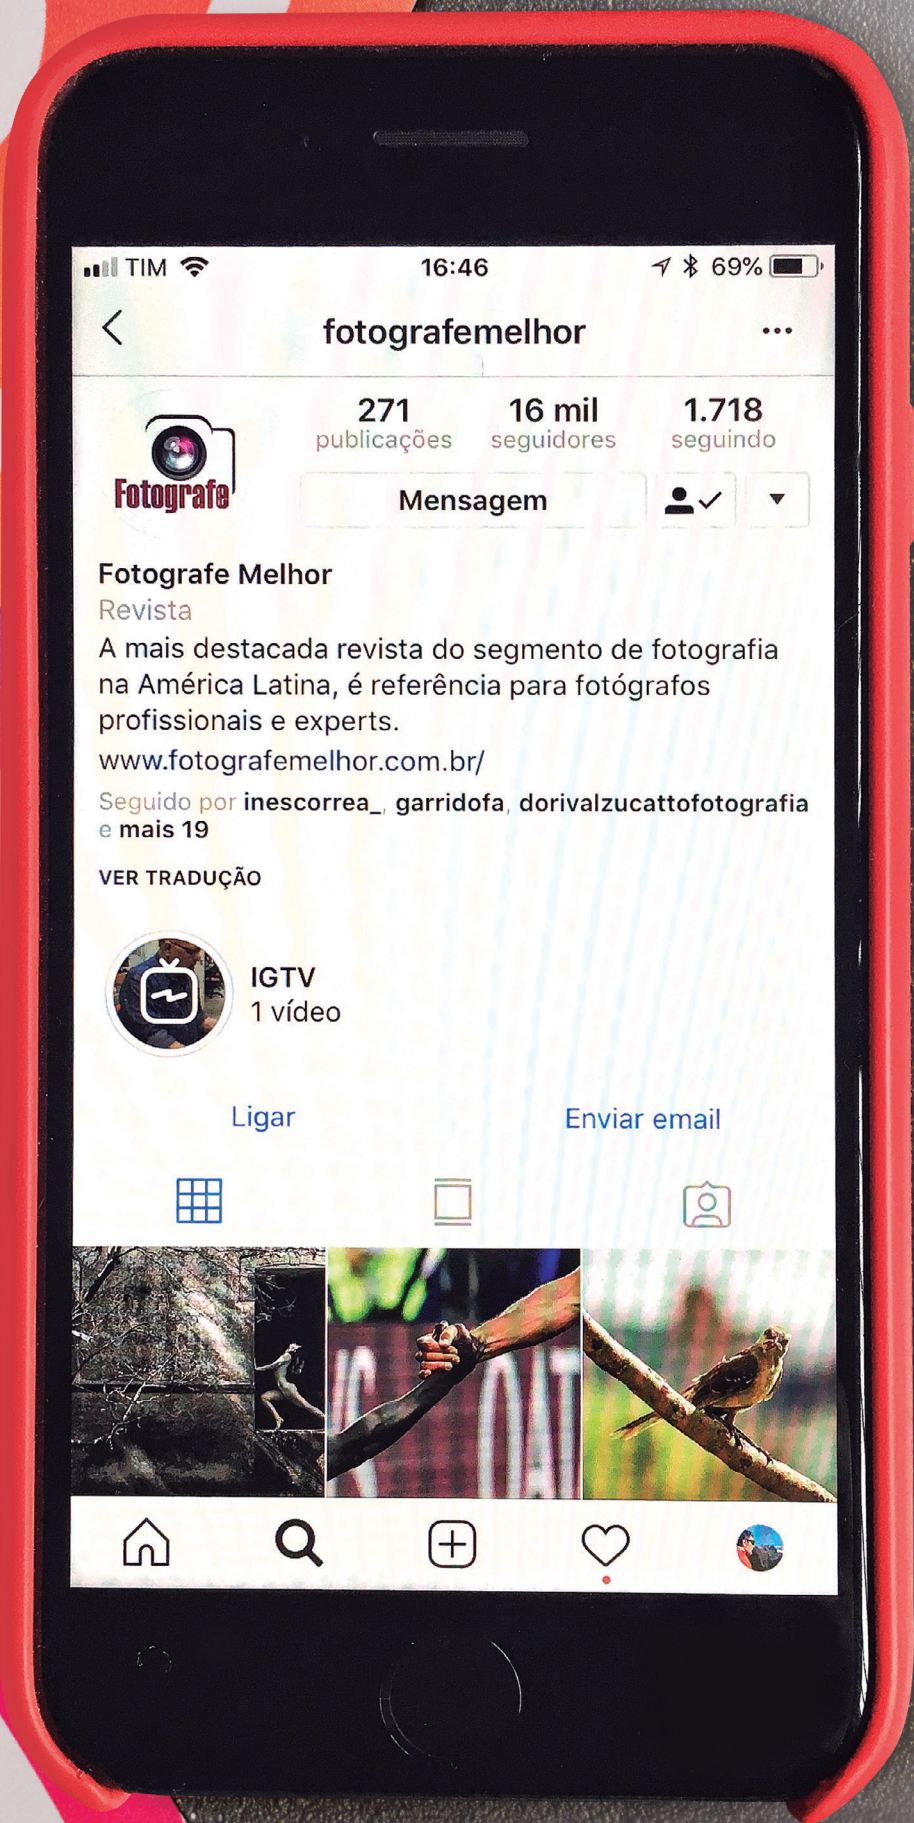 TIM 16:46 69%
fotografemelhor
271 16 mil 1.718
publicações seguidores seguindo
Fotografe
Mensagem
Fotografe Melhor
Revista
A mais destacada revista do segmento de fotografia
na América Latina, é referência para fotógrafos
profissionais e experts.
www.fotografemelhor.com.br/
Seguido por inescorrea_, garridofa, dorivalzucattofotografia
e mais 19
VER TRADUÇÃO
IGTV
1 vídeo
Ligar Enviar email